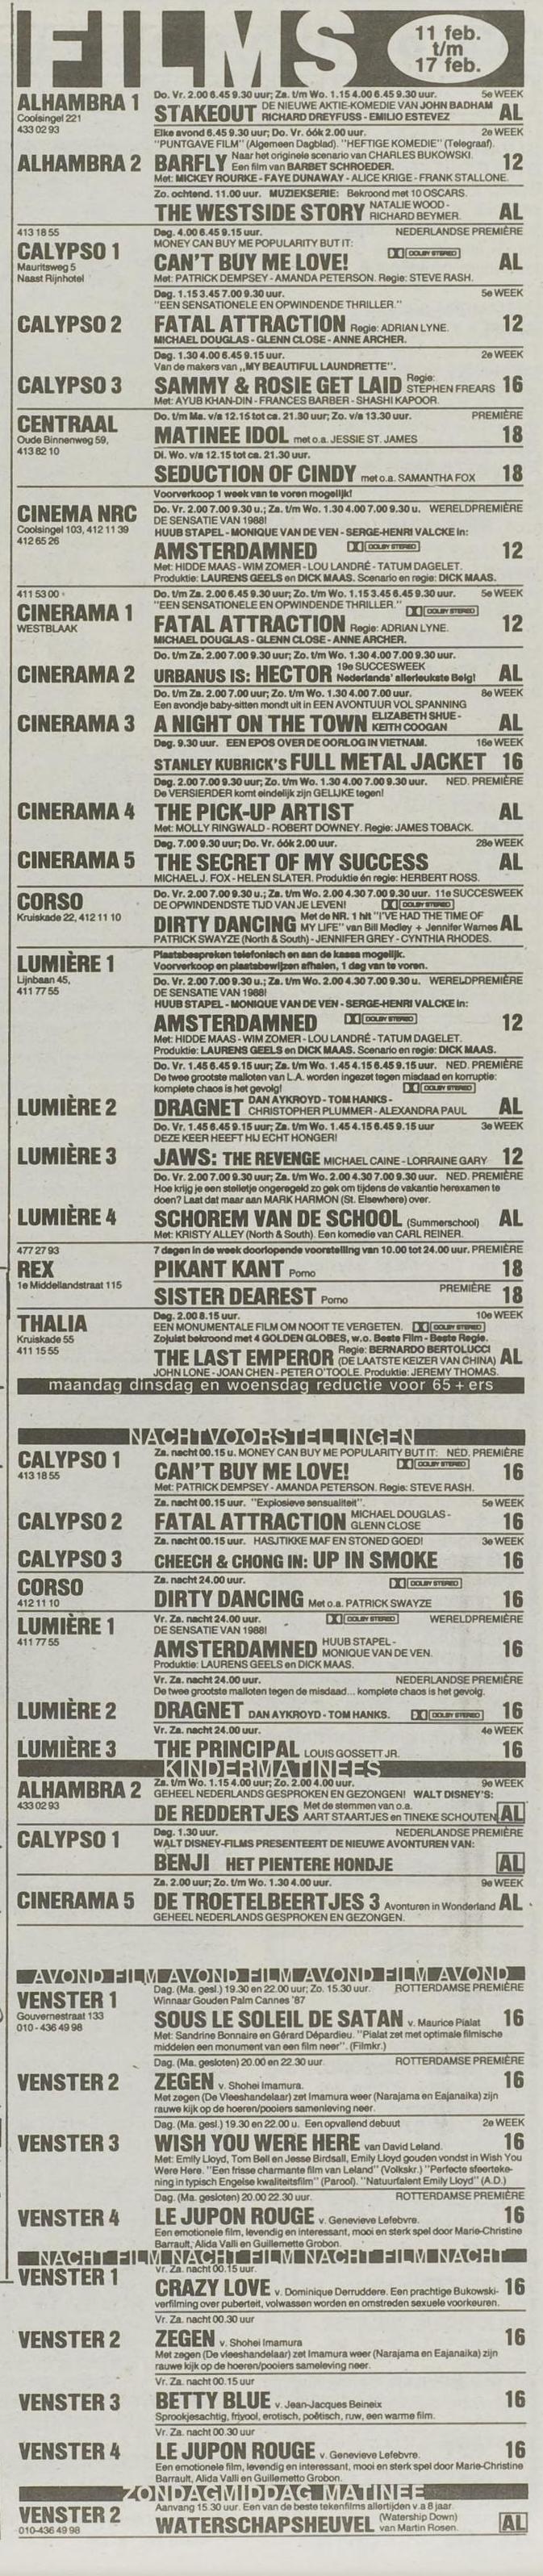 FILMS
11 feb.
t/m
17 feb.
Do. Vr. 2.00 6.45 9.30 uur; Za. t/m Wo. 1.15 4.00 6.45 9.30 uur. 5e WEEK
ALHAMBRA 1
Coolsingel 221
433 02 93
STAKEOUT DE NIEUWE AKTIE-KOMEDIE VAN JOHN BADHAM
RICHARD DREYFUSS - EMILIO ESTEVEZ AL
Elke avond 6.45 9.30 uur; Do. Vr. óók 2.00 uur. 2e WEEK
"PUNTGAVE FILM" (Algemeen Dagblad). "HEFTIGE KOMEDIE" (Telegraaf).
ALHAMBRA 2 BARFLY Naar het originele scenario van CHARLES BUKOWSKI.
Een film van BARBET SCHROEDER. 12
Met: MICKEY ROURKE - FAYE DUNAWAY - ALICE KRIGE - FRANK STALLONE.
Zo. ochtend. 11.00 uur. MUZIEKSERIE: Bekroond met 10 OSCARS.
THE WESTSIDE STORY NATALIE WOOD -
RICHARD BEYMER. AL
413 18 55
Dag. 4.00 6.45 9.15 uur. NEDERLANDSE PREMIÈRE
CALYPSO 1
Mauritsweg 5
Naast Rijnhotel
MONEY CAN BUY ME POPULARITY BUT IT: DOLBY STEREO
CAN'T BUY ME LOVE! AL
Met: PATRICK DEMPSEY - AMANDA PETERSON. Regie: STEVE RASH.
Dag. 1.15 3.45 7.00 9.30 uur. 5e WEEK
"EEN SENSATIONELE EN OPWINDENDE THRILLER."
CALYPSO 2 FATAL ATTRACTION Regie: ADRIAN LYNE. 12
MICHAEL DOUGLAS - GLENN CLOSE - ANNE ARCHER.
Dag. 1.30 4.00 6.45 9.15 uur. 2e WEEK
Van de makers van „MY BEAUTIFUL LAUNDRETTE".
CALYPSO 3 SAMMY & ROSIE GET LAID Regie:
STEPHEN FREARS 16
Met: AYUB KHAN-DIN - FRANCES BARBER - SHASHI KAPOOR.
Do. t/m Ma. v/a 12.15 tot ca. 21.30 uur; Zo. v/a 13.30 uur. PREMIÈRE
CENTRAAL
Oude Binnenweg 59,
413 82 10
MATINEE IDOL met o.a. JESSIE ST. JAMES 18
Di. Wo. v/a 12.15 tot ca. 21.30 uur.
SEDUCTION OF CINDY met o.a. SAMANTHA FOX 18
Voorverkoop 1 week van te voren mogelijk!
CINEMA NRC
Coolsingel 103, 412 11 39
412 65 26
Do. Vr. 2.00 7.00 9.30 u.; Za. t/m Wo. 1.30 4.00 7.00 9.30 u. WERELDPREMIÈRE
DE SENSATIE VAN 1988!
HUUB STAPEL - MONIQUE VAN DE VEN - SERGE-HENRI VALCKE in:
AMSTERDAMNED DOLBY STEREO 12
Met: HIDDE MAAS - WIM ZOMER - LOU LANDRÉ - TATUM DAGELET.
Produktie: LAURENS GEELS en DICK MAAS. Scenario en regie: DICK MAAS.
411 53 00
Do. t/m Za. 2.00 6.45 9.30 uur; Zo. t/m Wo. 1.15 3.45 6.45 9.30 uur. 5e WEEK
CINERAMA 1
WESTBLAAK
"EEN SENSATIONELE EN OPWINDENDE THRILLER." DOLBY STEREO
FATAL ATTRACTION Regie: ADRIAN LYNE. 12
MICHAEL DOUGLAS - GLENN CLOSE - ANNE ARCHER.
Do. t/m Za. 2.00 7.00 9.30 uur; Zo. t/m Wo. 1.30 4.00 7.00 9.30 uur.
CINERAMA 2 URBANUS IS: HECTOR 19e SUCCESWEEK
Nederlands' allerleukste Belg! AL
Do. t/m Za. 2.00 7.00 uur; Zo. t/m Wo. 1.30 4.00 7.00 uur. 8e WEEK
Een avondje baby-sitten mondt uit in EEN AVONTUUR VOL SPANNING
CINERAMA 3 A NIGHT ON THE TOWN ELIZABETH SHUE -
KEITH COOGAN AL
Dag. 9.30 uur. EEN EPOS OVER DE OORLOG IN VIETNAM. 16e WEEK
STANLEY KUBRICK'S FULL METAL JACKET 16
Dag. 2.00 7.00 9.30 uur; Zo. t/m Wo. 1.30 4.00 7.00 9.30 uur. NED. PREMIÈRE
De VERSIERDER komt eindelijk zijn GELIJKE tegen!
CINERAMA 4 THE PICK-UP ARTIST AL
Met: MOLLY RINGWALD - ROBERT DOWNEY. Regie: JAMES TOBACK.
Dag. 7.00 9.30 uur; Do. Vr. óók 2.00 uur. 28e WEEK
CINERAMA 5 THE SECRET OF MY SUCCESS AL
MICHAEL J. FOX - HELEN SLATER. Produktie én regie: HERBERT ROSS.
Do. Vr. 2.00 7.00 9.30 u.; Za. t/m Wo. 2.00 4.30 7.00 9.30 uur. 11e SUCCESWEEK
CORSO
Kruiskade 22, 412 11 10
DE OPWINDENDSTE TIJD VAN JE LEVEN! DOLBY STEREO
DIRTY DANCING Met de NR. 1 hit "I'VE HAD THE TIME OF
MY LIFE" van Bill Medley + Jennifer Warnes AL
PATRICK SWAYZE (North & South) - JENNIFER GREY - CYNTHIA RHODES.
LUMIÈRE 1
Lijnbaan 45,
411 77 55
Plaatsbespreken telefonisch en aan de kassa mogelijk.
Voorverkoop en plaatsbewijzen afhalen, 1 dag van te voren.
Do. Vr. 2.00 7.00 9.30 u.; Za. t/m Wo. 2.00 4.30 7.00 9.30 u. WERELDPREMIÈRE
DE SENSATIE VAN 1988!
HUUB STAPEL - MONIQUE VAN DE VEN - SERGE-HENRI VALCKE in:
AMSTERDAMNED DOLBY STEREO 12
Met: HIDDE MAAS - WIM ZOMER - LOU LANDRÉ - TATUM DAGELET.
Produktie: LAURENS GEELS en DICK MAAS. Scenario en regie: DICK MAAS.
Do. Vr. 1.45 6.45 9.15 uur; Za. t/m Wo. 1.45 4.15 6.45 9.15 uur. NED. PREMIÈRE
De twee grootste malloten van L.A. worden ingezet tegen misdaad en korruptie:
komplete chaos is het gevolg! DOLBY STEREO
LUMIÈRE 2 DRAGNET DAN AYKROYD - TOM HANKS -
CHRISTOPHER PLUMMER - ALEXANDRA PAUL AL
Do. Vr. 1.45 6.45 9.15 uur; Za. t/m Wo. 1.45 4.15 6.45 9.15 uur 3e WEEK
DEZE KEER HEEFT HIJ ECHT HONGER!
LUMIÈRE 3 JAWS: THE REVENGE MICHAEL CAINE - LORRAINE GARY 12
Do. Vr. 2.00 7.00 9.30 uur; Za. t/m Wo. 2.00 4.30 7.00 9.30 uur. NED. PREMIÈRE
Hoe krijg je een stelletje ongeregeld zo gek om tijdens de vakantie herexamen te
doen? Laat dat maar aan MARK HARMON (St. Elsewhere) over.
LUMIÈRE 4 SCHOREM VAN DE SCHOOL (Summerschool) AL
Met: KRISTY ALLEY (North & South). Een komedie van CARL REINER.
477 27 93
7 dagen in de week doorlopende voorstelling van 10.00 tot 24.00 uur. PREMIÈRE
REX
1e Middellandstraat 115
PIKANT KANT Porno 18
SISTER DEAREST Porno PREMIÈRE 18
Dag. 2.00 8.15 uur. 10e WEEK
THALIA
Kruiskade 55
411 15 55
EEN MONUMENTALE FILM OM NOOIT TE VERGETEN. DOLBY STEREO
Zojuist bekroond met 4 GOLDEN GLOBES, w.o. Beste Film - Beste Regie.
THE LAST EMPEROR Regie: BERNARDO BERTOLUCCI
(DE LAATSTE KEIZER VAN CHINA) AL
JOHN LONE - JOAN CHEN - PETER O'TOOLE. Produktie: JEREMY THOMAS.
maandag dinsdag en woensdag reductie voor 65 + ers
NACHTVOORSTELLINGEN
Za. nacht 00.15 u. MONEY CAN BUY ME POPULARITY BUT IT: NED. PREMIÈRE
CALYPSO 1
413 18 55
DOLBY STEREO
CAN'T BUY ME LOVE! 16
Met: PATRICK DEMPSEY - AMANDA PETERSON. Regie: STEVE RASH.
Za. nacht 00.15 uur. "Explosieve sensualiteit". 5e WEEK
CALYPSO 2 FATAL ATTRACTION MICHAEL DOUGLAS -
GLENN CLOSE 16
Za. nacht 00.15 uur. HASJTIKKE MAF EN STONED GOED! 3e WEEK
CALYPSO 3 CHEECH & CHONG IN: UP IN SMOKE 16
Za. nacht 24.00 uur. DOLBY STEREO
CORSO
412 11 10
DIRTY DANCING Met o.a. PATRICK SWAYZE 16
Vr. Za. nacht 24.00 uur. DOLBY STEREO WERELDPREMIÈRE
LUMIÈRE 1
411 77 55
DE SENSATIE VAN 1988!
AMSTERDAMNED HUUB STAPEL -
MONIQUE VAN DE VEN. 16
Produktie: LAURENS GEELS en DICK MAAS.
Vr. Za. nacht 24.00 uur. NEDERLANDSE PREMIÈRE
De twee grootste malloten tegen de misdaad... komplete chaos is het gevolg.
LUMIÈRE 2 DRAGNET DAN AYKROYD - TOM HANKS. DOLBY STEREO 16
Vr. Za. nacht 24.00 uur. 4e WEEK
LUMIÈRE 3 THE PRINCIPAL LOUIS GOSSETT JR. 16
KINDERMATINEES
Za. t/m Wo. 1.15 4.00 uur; Zo. 2.00 4.00 uur. 9e WEEK
ALHAMBRA 2
433 02 93
GEHEEL NEDERLANDS GESPROKEN EN GEZONGEN! WALT DISNEY'S:
DE REDDERTJES Met de stemmen van o.a.
AART STAARTJES en TINEKE SCHOUTEN AL
Dag. 1.30 uur. NEDERLANDSE PREMIÈRE
CALYPSO 1 WALT DISNEY-FILMS PRESENTEERT DE NIEUWE AVONTUREN VAN:
BENJI HET PIENTERE HONDJE AL
Za. 2.00 uur; Zo. t/m Wo. 1.30 4.00 uur. 9e WEEK
CINERAMA 5 DE TROETELBEERTJES 3 Avonturen in Wonderland AL
GEHEEL NEDERLANDS GESPROKEN EN GEZONGEN.
AVOND FILM AVOND FILM AVOND FILM AVOND
Dag. (Ma. gesl.) 19.30 en 22.00 uur; Zo. 15.30 uur. ROTTERDAMSE PREMIÈRE
VENSTER 1
Gouvernestraat 133
010 - 436 49 98
Winnaar Gouden Palm Cannes '87
SOUS LE SOLEIL DE SATAN v. Maurice Pialat 16
Met: Sandrine Bonnaire en Gérard Dépardieu. "Pialat zet met optimale filmische
middelen een monument van een film neer". (Filmkr.)
Dag. (Ma. gesloten) 20.00 en 22.30 uur. ROTTERDAMSE PREMIÈRE
VENSTER 2 ZEGEN v. Shohei Imamura. 16
Met zegen (De Vleeshandelaar) zet Imamura weer (Narajama en Eajanaika) zijn
rauwe kijk op de hoeren/pooiers samenleving neer.
Dag. (Ma. gesl.) 19.30 en 22.00 u. Een opvallend debuut 2e WEEK
VENSTER 3 WISH YOU WERE HERE van David Leland. 16
Met: Emily Lloyd, Tom Bell en Jesse Birdsall, Emily Lloyd gouden vondst in Wish You
Were Here. "Een frisse charmante film van Leland" (Volkskr.) "Perfecte sfeerteke-
ning in typisch Engelse kwaliteitsfilm" (Parool). "Natuurtalent Emily Lloyd" (A.D.)
Dag. (Ma. gesloten) 20.00 22.30 uur. ROTTERDAMSE PREMIÈRE
VENSTER 4 LE JUPON ROUGE v. Genevieve Lefebvre. 16
Een emotionele film, levendig en interessant, mooi en sterk spel door Marie-Christine
Barrault, Alida Valli en Guillemette Grobon.
NACHT FILM NACHT FILM NACHT FILM NACHT
Vr. Za. nacht 00.15 uur.
VENSTER 1 CRAZY LOVE v. Dominique Derruddere. Een prachtige Bukowski- 16
verfilming over puberteit, volwassen worden en omstreden sexuele voorkeuren.
Vr. Za. nacht 00.30 uur
VENSTER 2 ZEGEN v. Shohei Imamura 16
Met zegen (De vleeshandelaar) zet Imamura weer (Narajama en Eajanaika) zijn
rauwe kijk op de hoeren/pooiers sameleving neer.
Vr. Za. nacht 00.15 uur
VENSTER 3 BETTY BLUE v. Jean-Jacques Beineix 16
Sprookjesachtig, frivool, erotisch, poëtisch, ruw, een warme film.
Vr. Za. nacht 00.30 uur
VENSTER 4 LE JUPON ROUGE v. Genevieve Lefebvre. 16
Een emotionele film, levendig en interessant, mooi en sterk spel door Marie-Christine
Barrault, Alida Valli en Guillemetto Grobon.
ZONDAGMIDDAG MATINEE
Aanvang 15.30 uur. Een van de beste tekenfilms allertijden v.a 8 jaar.
VENSTER 2
010-436 49 98
WATERSCHAPSHEUVEL (Watership Down)
van Martin Rosen. AL